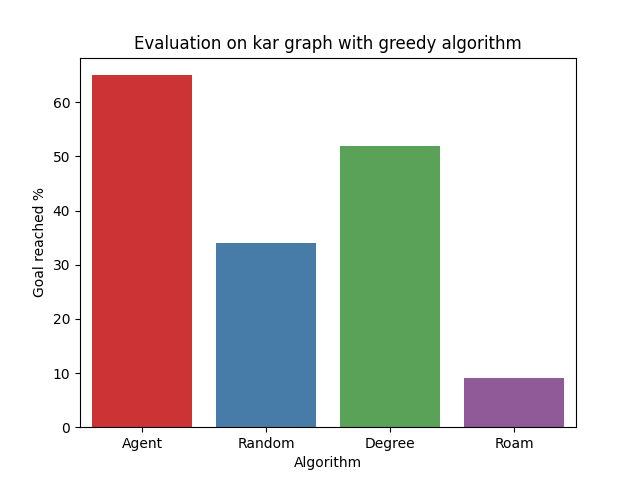 Evaluation on kar graph with greedy algorithm
Goal reached %
60
50
40
30
20
10
0
Agent Random Degree Roam
Algorithm